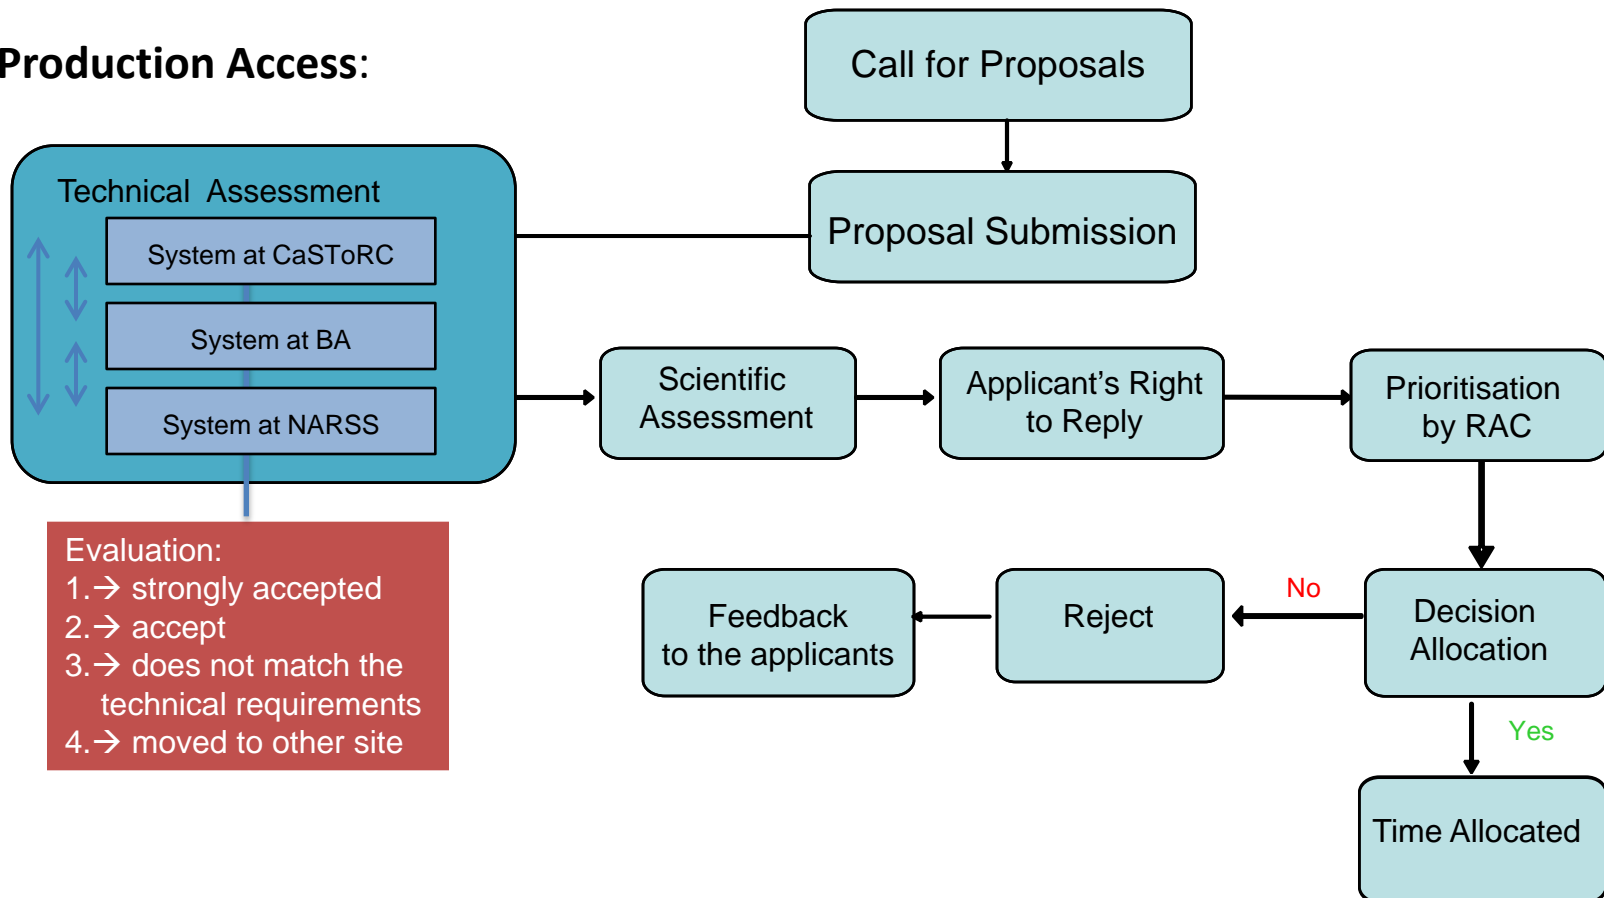 Production Access:
Call for Proposals
Technical Assessment
System at CaSToRC
System at BA
System at NARSS
Proposal Submission
Scientific
Assessment
Applicant’s Right
to Reply
Prioritisation
by RAC
Evaluation:
1.→ strongly accepted
2.→ accept
3.→ does not match the
technical requirements
4.→ moved to other site
Feedback
to the applicants
Reject
No
Decision
Allocation
Yes
Time Allocated